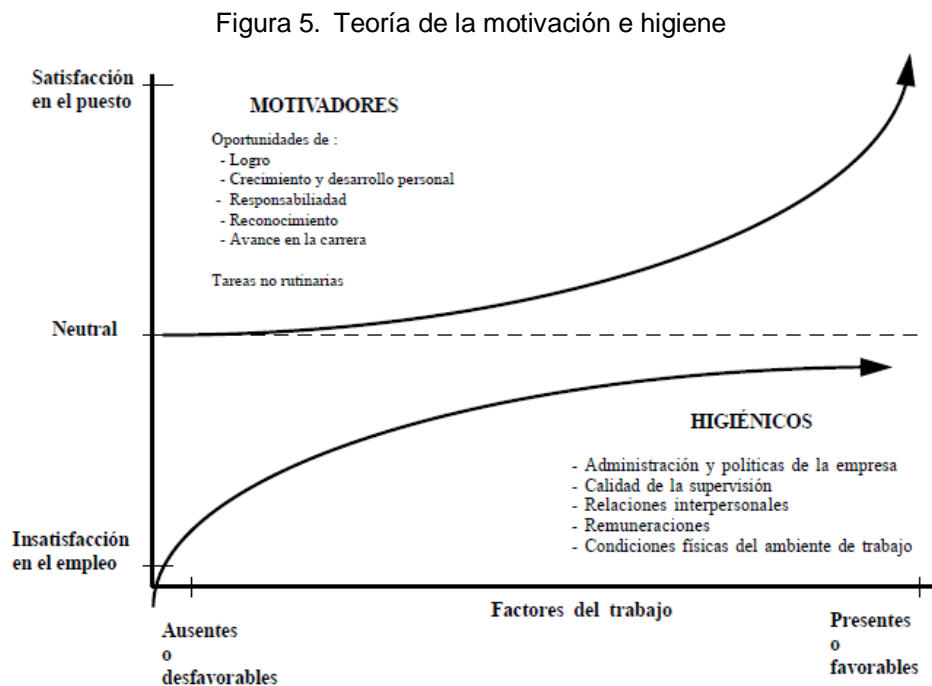 Figura 5. Teoría de la motivación e higiene
Satisfacción
en el puesto
MOTIVADORES
Oportunidades de :
- Logro
- Crecimiento y desarrollo personal
- Responsabiliadad
- Reconocimiento
- Avance en la carrera
Tareas no rutinarias
Neutral
HIGIÉNICOS
- Administración y políticas de la empresa
- Calidad de la supervisión
- Relaciones interpersonales
- Remuneraciones
- Condiciones físicas del ambiente de trabajo
Insatisfacción
en el empleo
Factores del trabajo
Ausentes
o
desfavorables
Presentes
o
favorables